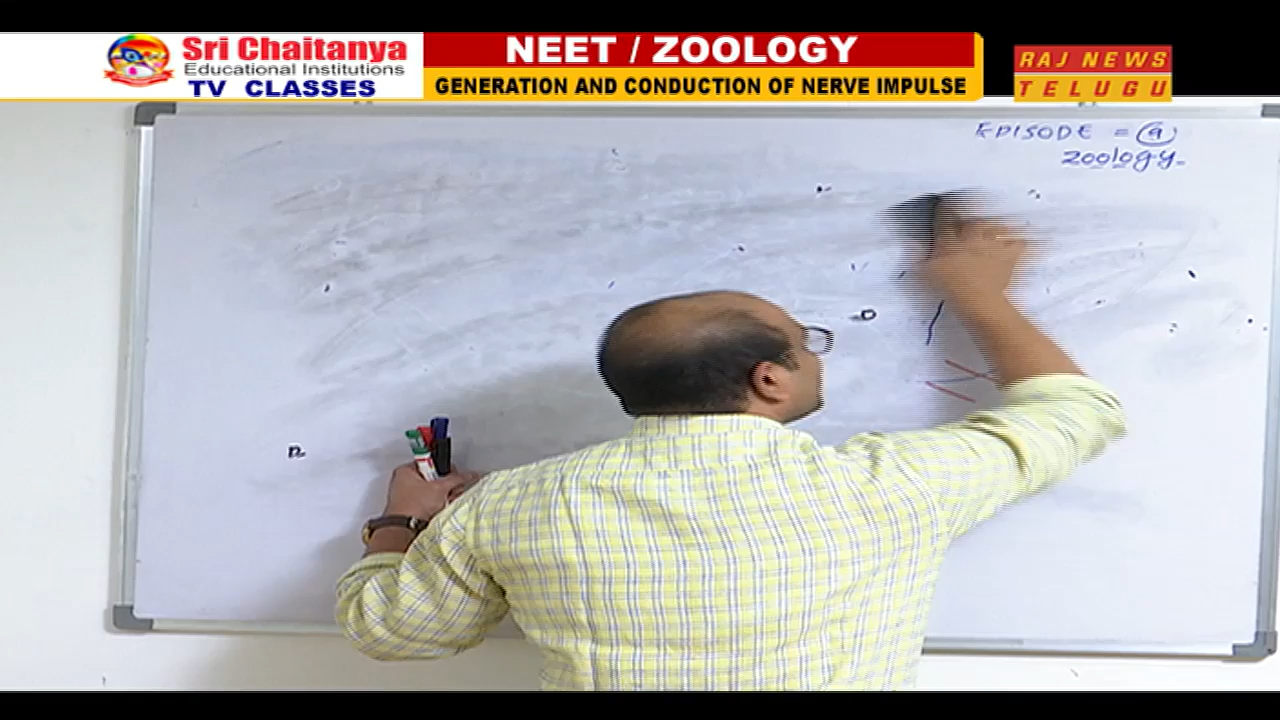 Sri Chaitanya
Educational Institutions
TV CLASSES
NEET / ZOOLOGY
GENERATION AND CONDUCTION OF NERVE IMPULSE
RAJ NEWS
TELUGU
EPISODE = 9
Zoology